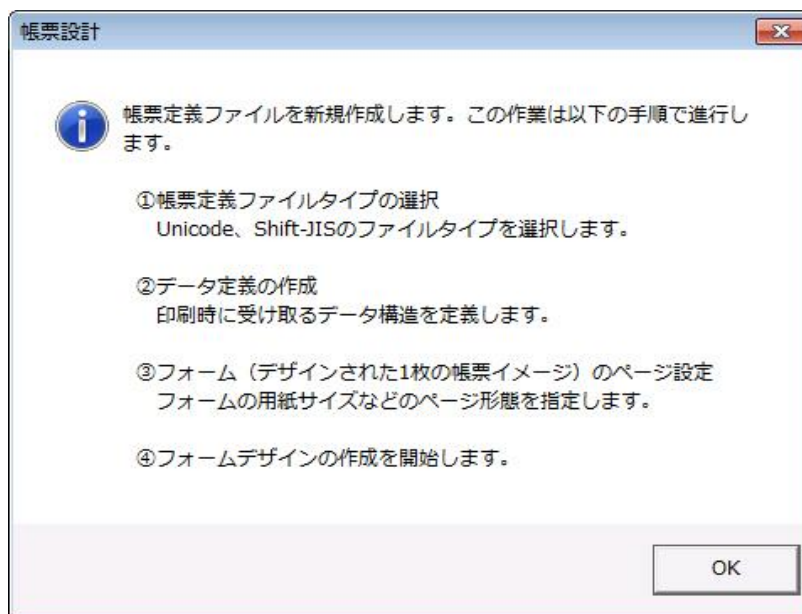 帳票設計
帳票定義ファイルを新規作成します。この作業は以下の手順で進行し
ます。
①帳票定義ファイルタイプの選択
Unicode、Shift-JISのファイルタイプを選択します。
②データ定義の作成
印刷時に受け取るデータ構造を定義します。
③フォーム（デザインされた1枚の帳票イメージ）のページ設定
フォームの用紙サイズなどのページ形態を指定します。
④フォームデザインの作成を開始します。
OK